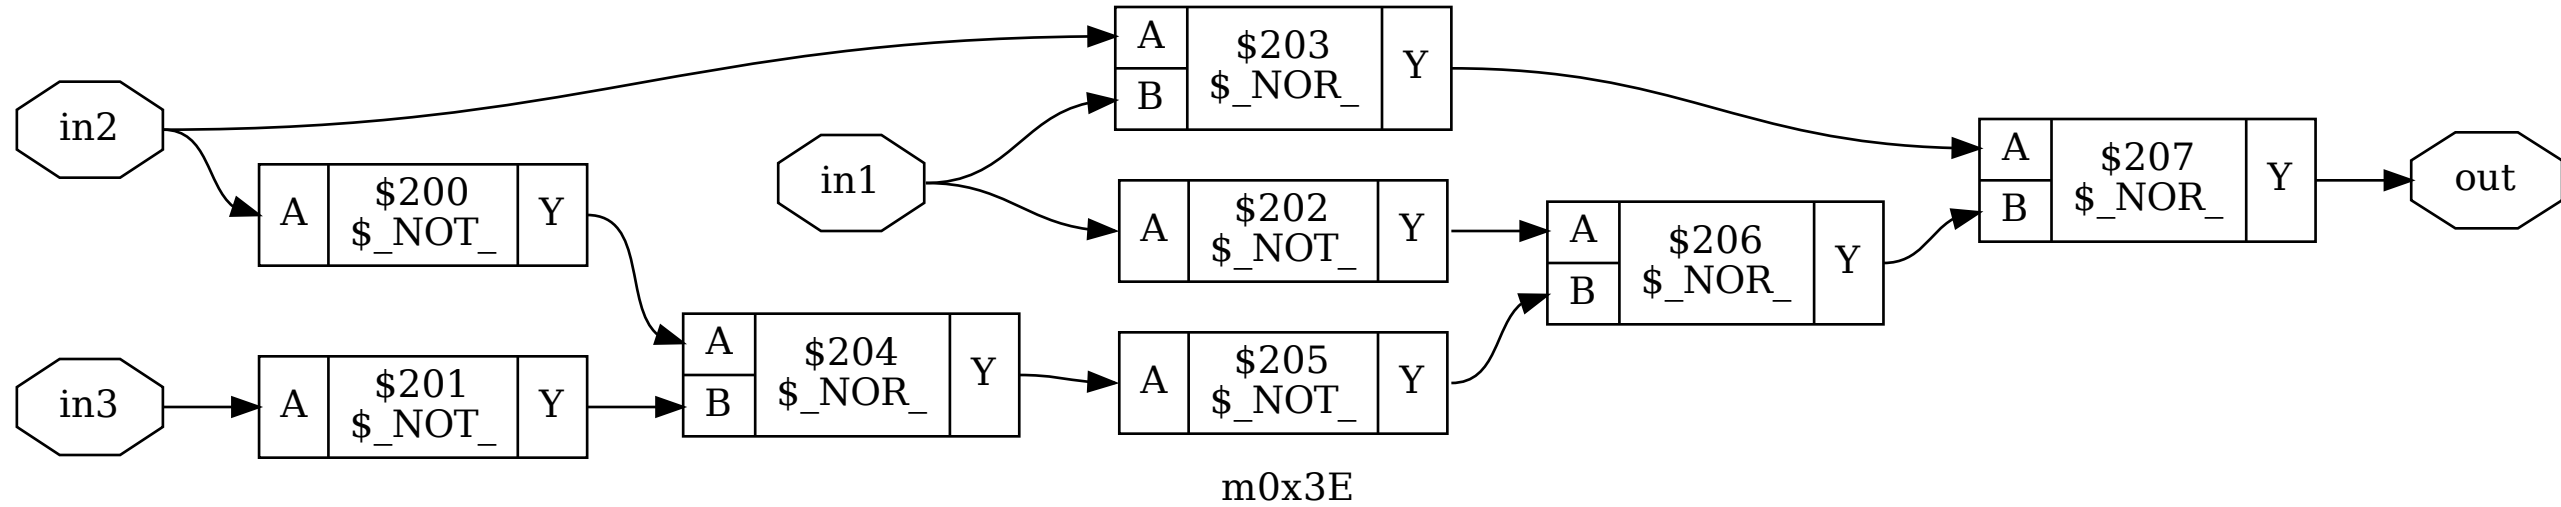 in2
A
$200
$_NOT_
Y
in3
A
$201
$_NOT_
Y
A
B
$204
$_NOR_
Y
in1
A
B
$203
$_NOR_
Y
A
$202
$_NOT_
Y
A
$205
$_NOT_
Y
A
B
$206
$_NOR_
Y
A
B
$207
$_NOR_
Y
out
m0x3E